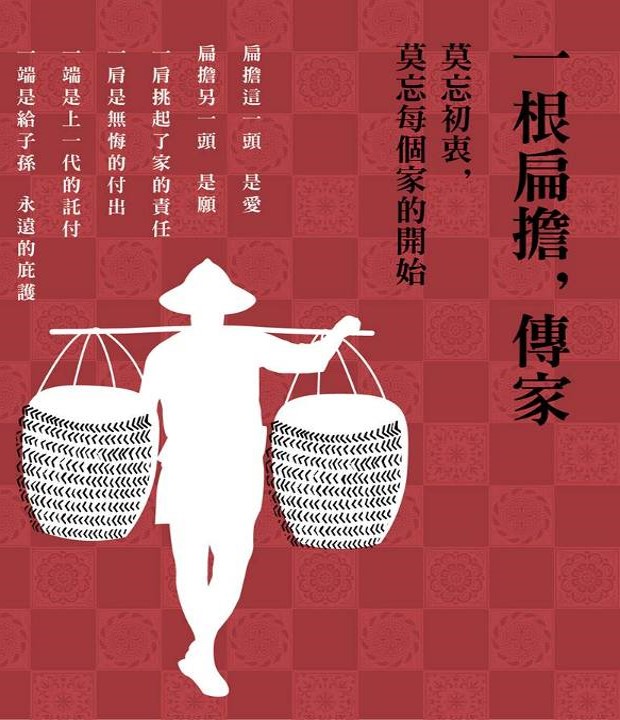 一根扁擔，傳家
莫忘初衷，
莫忘每個家的開始
扁擔這一頭　是愛
扁擔另一頭　是願
一肩挑起了家的責任
一肩是無悔的付出
一端是上一代的託付
一端是給子孫　永遠的庇護